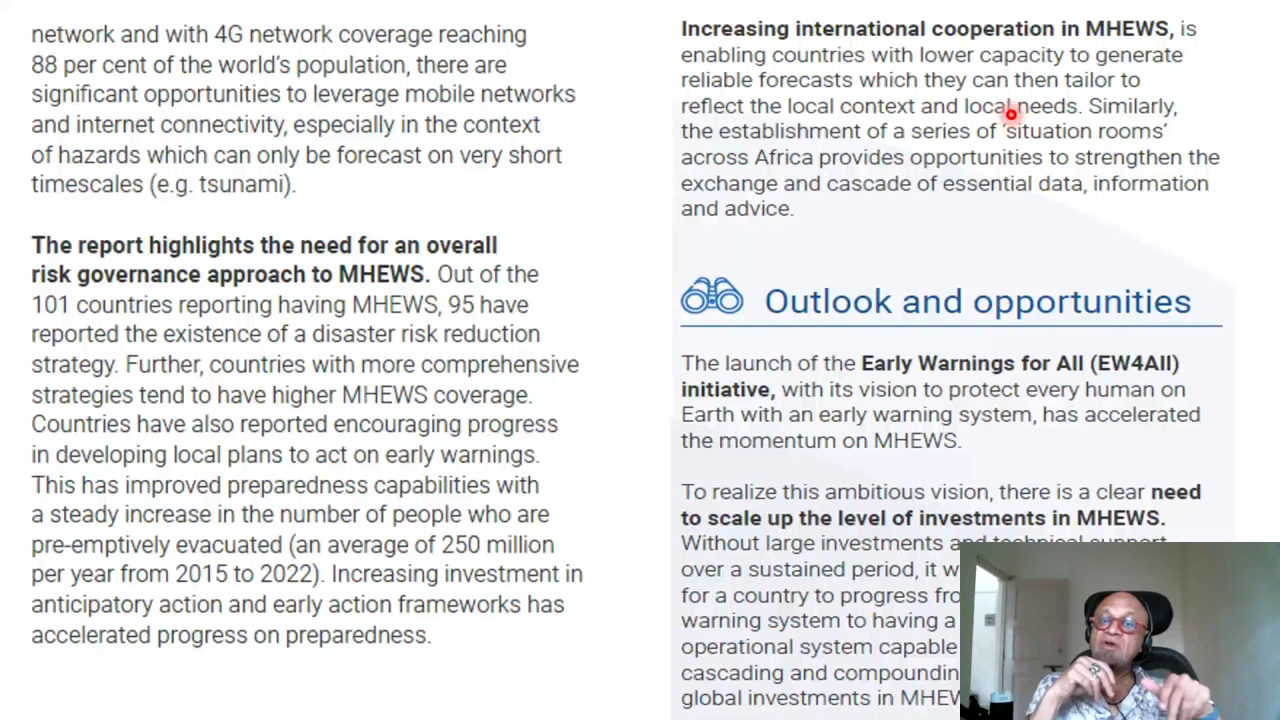 network and with 4G network coverage reaching
88 per cent of the world's population, there are
significant opportunities to leverage mobile networks
and internet connectivity, especially in the context
of hazards which can only be forecast on very short
timescales (e.g. tsunami).
The report highlights the need for an overall
risk governance approach to MHEWS. Out of the
101 countries reporting having MHEWS, 95 have
reported the existence of a disaster risk reduction
strategy. Further, countries with more comprehensive
strategies tend to have higher MHEWS coverage.
Countries have also reported encouraging progress
in developing local plans to act on early warnings.
This has improved preparedness capabilities with
a steady increase in the number of people who are
pre-emptively evacuated (an average of 250 million
per year from 2015 to 2022). Increasing investment in
anticipatory action and early action frameworks has
accelerated progress on preparedness.
Increasing international cooperation in MHEWS, is
enabling countries with lower capacity to generate
reliable forecasts which they can then tailor to
reflect the local context and local needs. Similarly,
the establishment of a series of 'situation rooms'
across Africa provides opportunities to strengthen the
exchange and cascade of essential data, information
and advice.
Outlook and opportunities
The launch of the Early Warnings for All (EW4All)
initiative, with its vision to protect every human on
Earth with an early warning system, has accelerated
the momentum on MHEWS.
To realize this ambitious vision, there is a clear need
to scale up the level of investments in MHEWS.
Without large investments and technical support
over a sustained period, it
for a country to progress
warning system to having a
operational system capable
cascading and
global investments in